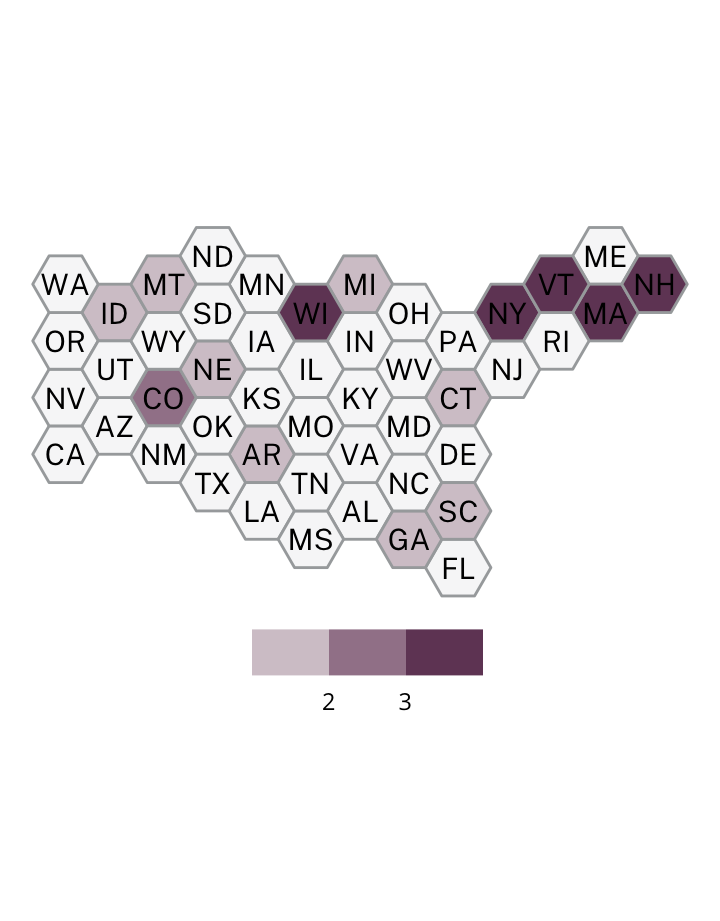 ND ME
WA MT MN MI VT NH
ID SD WI OH NY MA
OR WY IA IN PA RI
UT NE IL WV NJ
NV CO KS KY CT
AZ OK MO MD
CA NM AR VA DE
TX TN NC
LA AL SC
MS GA
FL
2 3